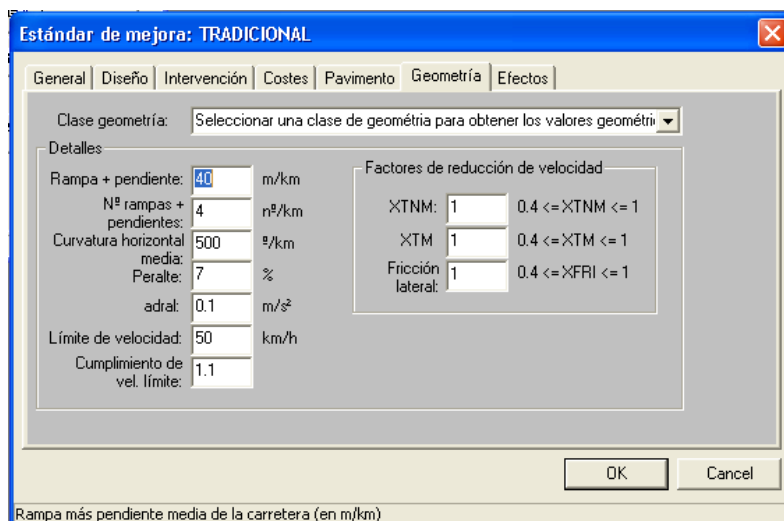 Estándar de mejora: TRADICIONAL
General Diseño Intervención Costes Pavimento Geometría Efectos
Clase geometría: Seleccionar una clase de geométria para obtener los valores geométri
Detalles
Rampa + pendiente: 40 m/km
Nº rampas +
pendientes: 4 nº/km
Curvatura horizontal
media: 500 º/km
Peralte: 7 %
adral: 0.1 m/s²
Límite de velocidad: 50 km/h
Cumplimiento de
vel. límite: 1.1
Factores de reducción de velocidad
XTNM: 1 0.4 <= XTNM <= 1
XTM 1 0.4 <= XTM <= 1
Fricción
lateral: 1 0.4 <= XFRI <= 1
OK Cancel
Rampa más pendiente media de la carretera (en m/km)